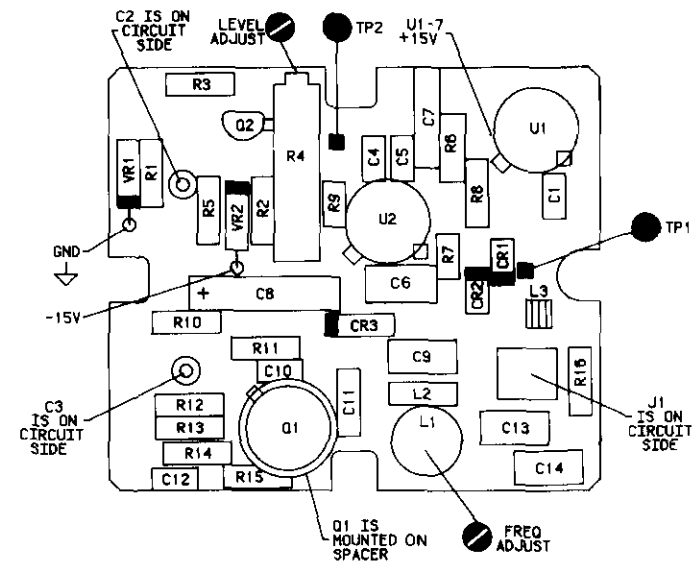 C2 IS ON
CIRCUIT
SIDE
LEVEL
ADJUST
TP2
U1-7
+15V
R3
Q2
R4
C7
R6
U1
C4
C5
VR1
R1
R5
VR2
R2
R9
U2
R8
C1
TP1
GND
R7
CR1
CR2
C6
L3
-15V
+
C8
R10
CR3
R11
C9
C10
C11
L2
L1
R16
J1
IS ON
CIRCUIT
SIDE
C3
IS ON
CIRCUIT
SIDE
R12
R13
R14
C12
R15
Q1
C13
C14
Q1 IS
MOUNTED ON
SPACER
FREQ
ADJUST